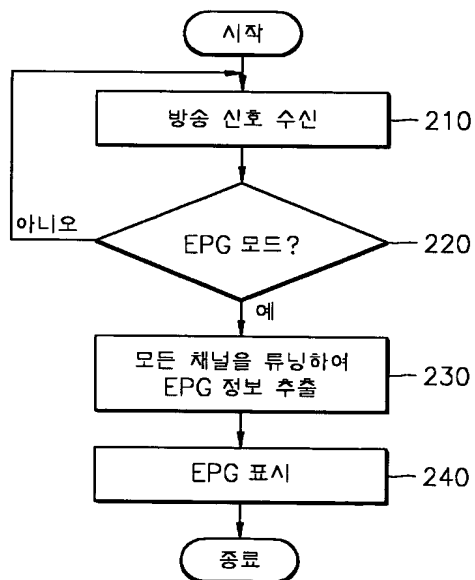 시작
방송 신호 수신
210
아니오
EPG 모드?
220
예
모든 채널을 튜닝하여
EPG 정보 추출
230
EPG 표시
240
종료